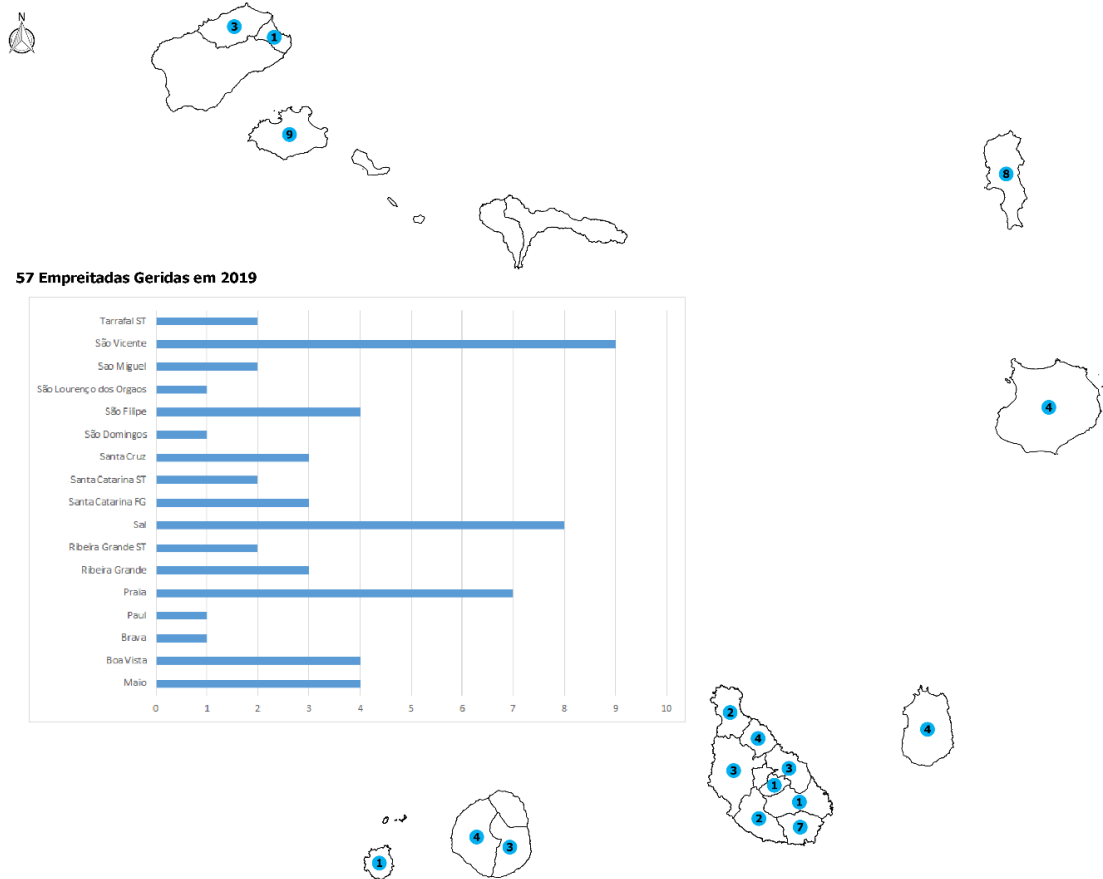 N
3
1
9
8
57 Empreitadas Geridas em 2019
Tarrafal ST
São Vicente
Sao Miguel
São Lourenço dos Orgaos
São Filipe
São Domingos
Santa Cruz
Santa Catarina ST
Santa Catarina FG
Sal
Ribeira Grande ST
Ribeira Grande
Praia
Paul
Brava
Boa Vista
Maio
0 1 2 3 4 5 6 7 8 9 10
4
2
4
4
3
3
1
1
2
7
4
3
1